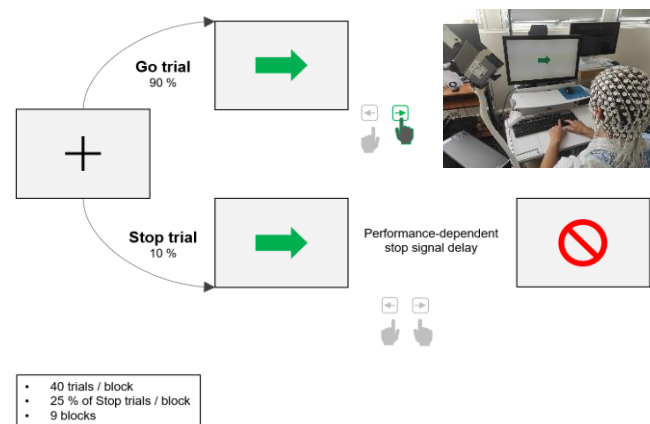 Go trial
90 %
Stop trial
10 %
Performance-dependent
stop signal delay
• 40 trials / block
• 25 % of Stop trials / block
• 9 blocks